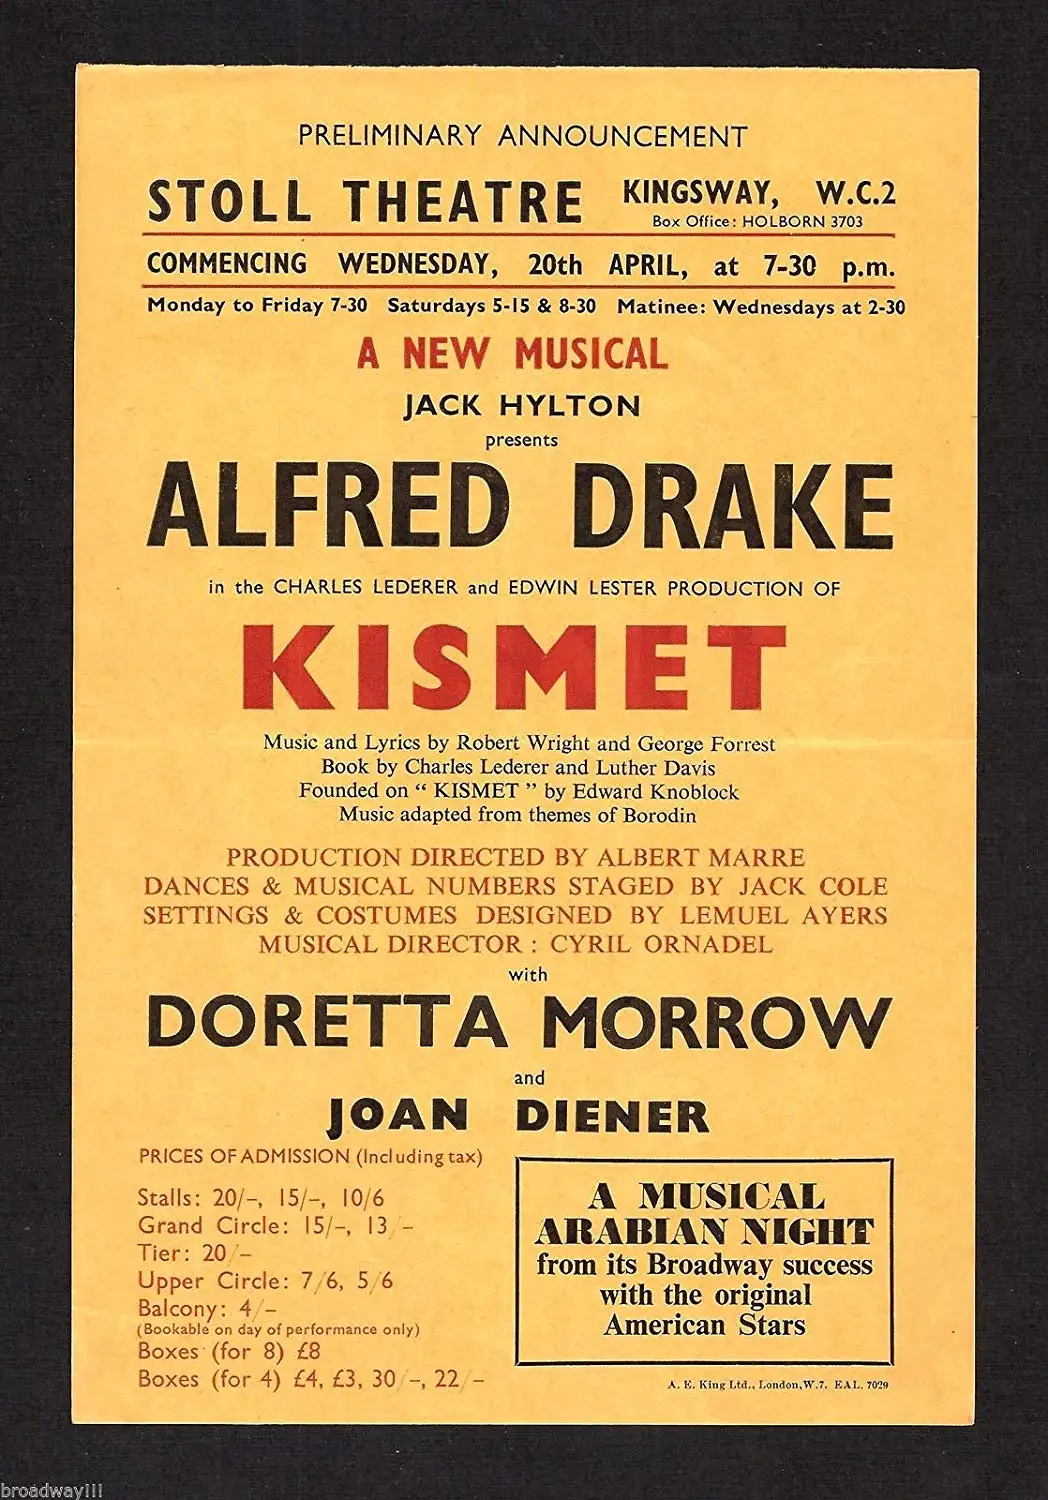 PRELIMINARY ANNOUNCEMENT
STOLL THEATRE KINGSWAY, W.C.2
Box Office: HOLBORN 3703
COMMENCING WEDNESDAY, 20th APRIL, at 7-30 p.m.
Monday to Friday 7-30 Saturdays 5-15 & 8-30 Matinee: Wednesdays at 2-30
A NEW MUSICAL
JACK HYLTON
presents
ALFRED DRAKE
in the CHARLES LEDERER and EDWIN LESTER PRODUCTION OF
KISMET
Music and Lyrics by Robert Wright and George Forrest
Book by Charles Lederer and Luther Davis
Founded on " KISMET " by Edward Knoblock
Music adapted from themes of Borodin
PRODUCTION DIRECTED BY ALBERT MARRE
DANCES & MUSICAL NUMBERS STAGED BY JACK COLE
SETTINGS & COSTUMES DESIGNED BY LEMUEL AYERS
MUSICAL DIRECTOR : CYRIL ORNADEL
with
DORETTA MORROW
and
JOAN DIENER
PRICES OF ADMISSION (Including tax)
Stalls: 20/-, 15/-, 10/6
Grand Circle: 15/-, 13/-
Tier: 20/-
Upper Circle: 7/6, 5/6
Balcony: 4/-
(Bookable on day of performance only)
Boxes (for 8) £8
Boxes (for 4) £4, £3, 30/-, 22/-
A MUSICAL
ARABIAN NIGHT
from its Broadway success
with the original
American Stars
A. E. King Ltd., London, W.7. EAL. 7029
broadway!!!